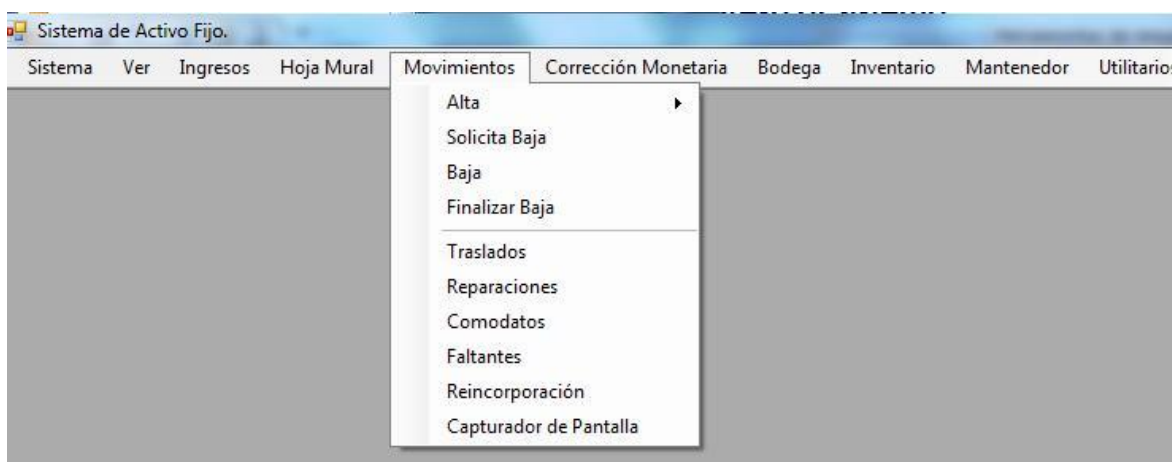 Sistema de Activo Fijo.
Sistema Ver Ingresos Hoja Mural Movimientos Corrección Monetaria Bodega Inventario Mantenedor Utilitarios
Alta
Solicita Baja
Baja
Finalizar Baja
Traslados
Reparaciones
Comodatos
Faltantes
Reincorporación
Capturador de Pantalla